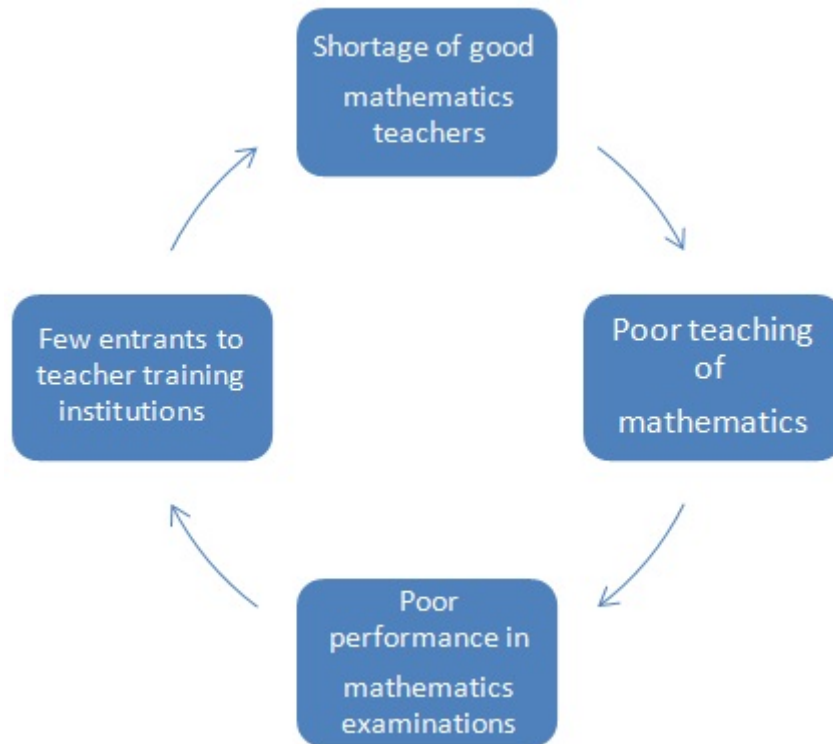 Shortage of good
mathematics
teachers
Poor teaching
of
mathematics
Poor
performance in
mathematics
examinations
Few entrants to
teacher training
institutions